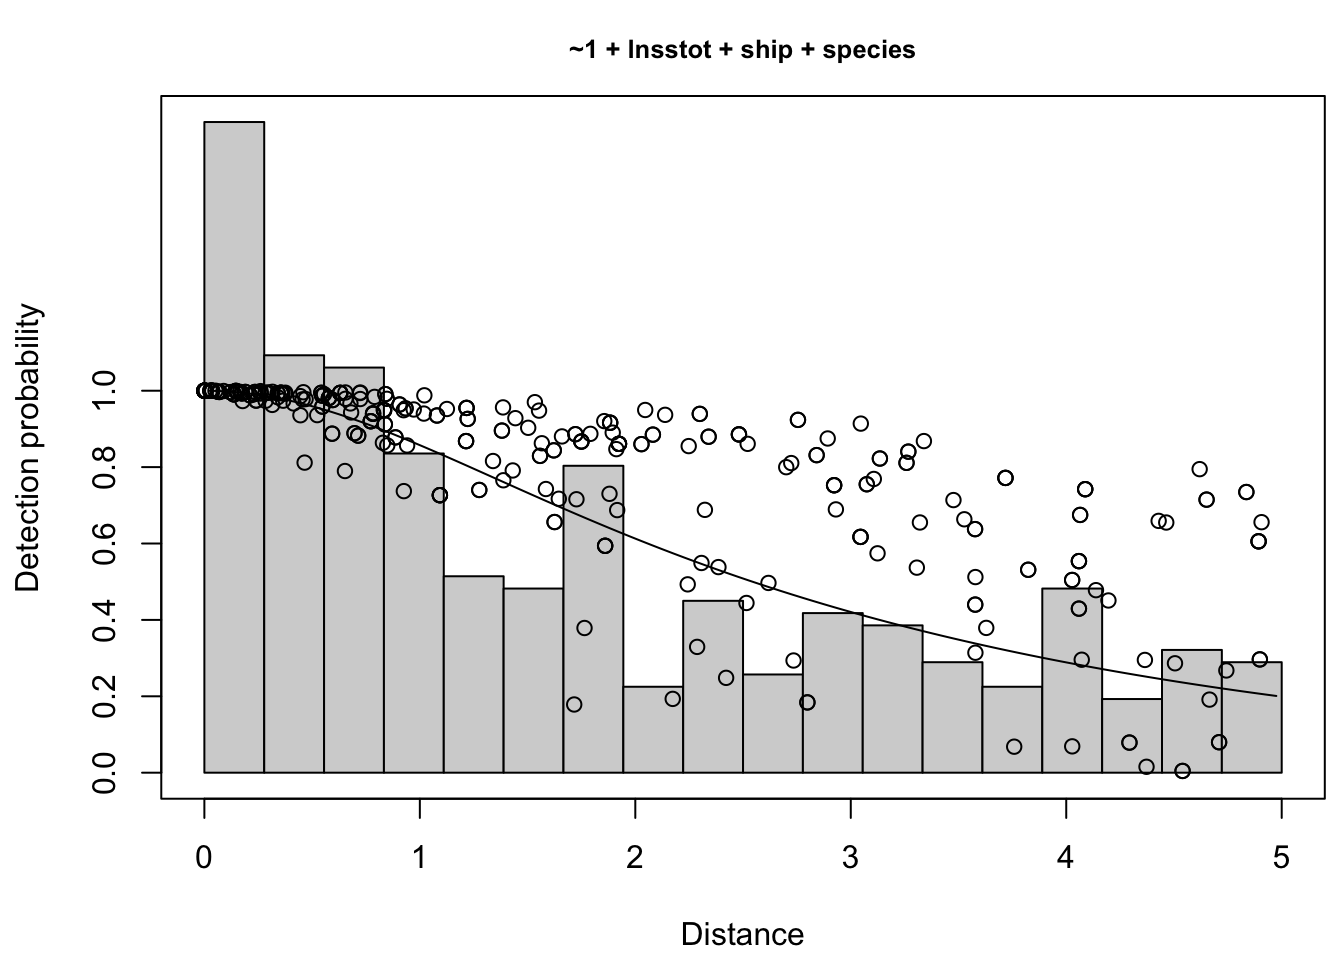 ~1 + lnsstot + ship + species
Detection probability
1.0
0.8
0.6
0.4
0.2
0.0
0 1 2 3 4 5
Distance